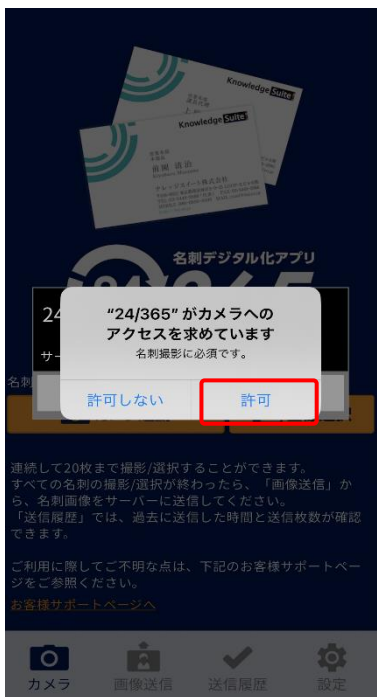 Knowledge Suite
Knowledge Suite
名刺デジタル化アプリ
24
サー
"24/365" が
カメラへの
アクセスを求めています
名刺撮影に必須です。
許可しない
許可
名刺
連続して20枚まで撮影/選択することができます。
すべての名刺の撮影/選択が終わったら、「画像送信」か
ら、名刺画像をサーバーに送信してください。
「送信履歴」では、過去に送信した時間と送信枚数が確認
できます。
ご利用に際してご不明な点は、下記のお客様サポートペー
ジをご参照ください。
お客様サポートページへ
カメラ
画像送信
送信履歴
設定